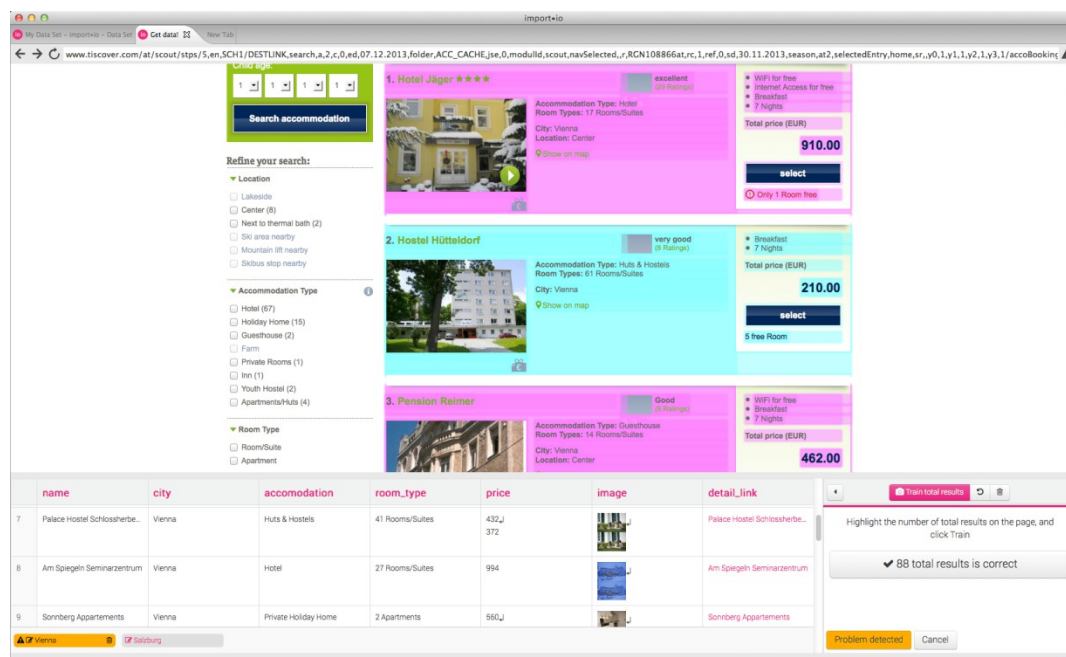 import•io
My Data Set - import•io - Data Set
Get data!
New Tab
www.tiscover.com/at/scout/stps/5,en,SCH1/DESTLINK,search,a,2,c,0,ed,07.12.2013,folder,ACC_CACHE,jse,0,modulId,scout,navSelected,,r,RGN108866at,rc,1,ref,0,sd,30.11.2013,season,at2,selectedEntry,home,sr,,y0,1,y1,1,y2,1,y3,1/accoBooking
Child age:
1 1 1 1
Search accommodation
Refine your search:
Location
Lakeside
Center (8)
Next to thermal bath (2)
Ski area nearby
Mountain lift nearby
Skibus stop nearby
Accommodation Type
Hotel (67)
Holiday Home (15)
Guesthouse (2)
Farm
Private Rooms (1)
Inn (1)
Youth Hostel (2)
Apartments/Huts (4)
Room Type
Room/Suite
Apartment
1. Hotel Jäger ★★★★
excellent
(29 Ratings)
Accommodation Type: Hotel
Room Types: 17 Rooms/Suites
City: Vienna
Location: Center
Show on map
WiFi for free
Internet Access for free
Breakfast
7 Nights
Total price (EUR)
910.00
select
Only 1 Room free
2. Hostel Hütteldorf
very good
(8 Ratings)
Accommodation Type: Huts & Hostels
Room Types: 61 Rooms/Suites
City: Vienna
Show on map
Breakfast
7 Nights
Total price (EUR)
210.00
select
5 free Room
3. Pension Reimer
Good
Accommodation Type: Guesthouse
Room Types: 14 Rooms/Suites
City: Vienna
Location: Center
WiFi for free
Breakfast
7 Nights
Total price (EUR)
462.00
name city accomodation room_type price image detail_link
7 Palace Hostel Schlossherbe... Vienna Huts & Hostels 41 Rooms/Suites 432 Palace Hostel Schlossherbe...
372
8 Am Spiegeln Seminarzentrum Vienna Hotel 27 Rooms/Suites 994 Am Spiegeln Seminarzentrum
9 Sonnberg Appartements Vienna Private Holiday Home 2 Apartments 560 Sonnberg Appartements
Vienna
Salzburg
Train total results
Highlight the number of total results on the page, and
click Train
88 total results is correct
Problem detected
Cancel